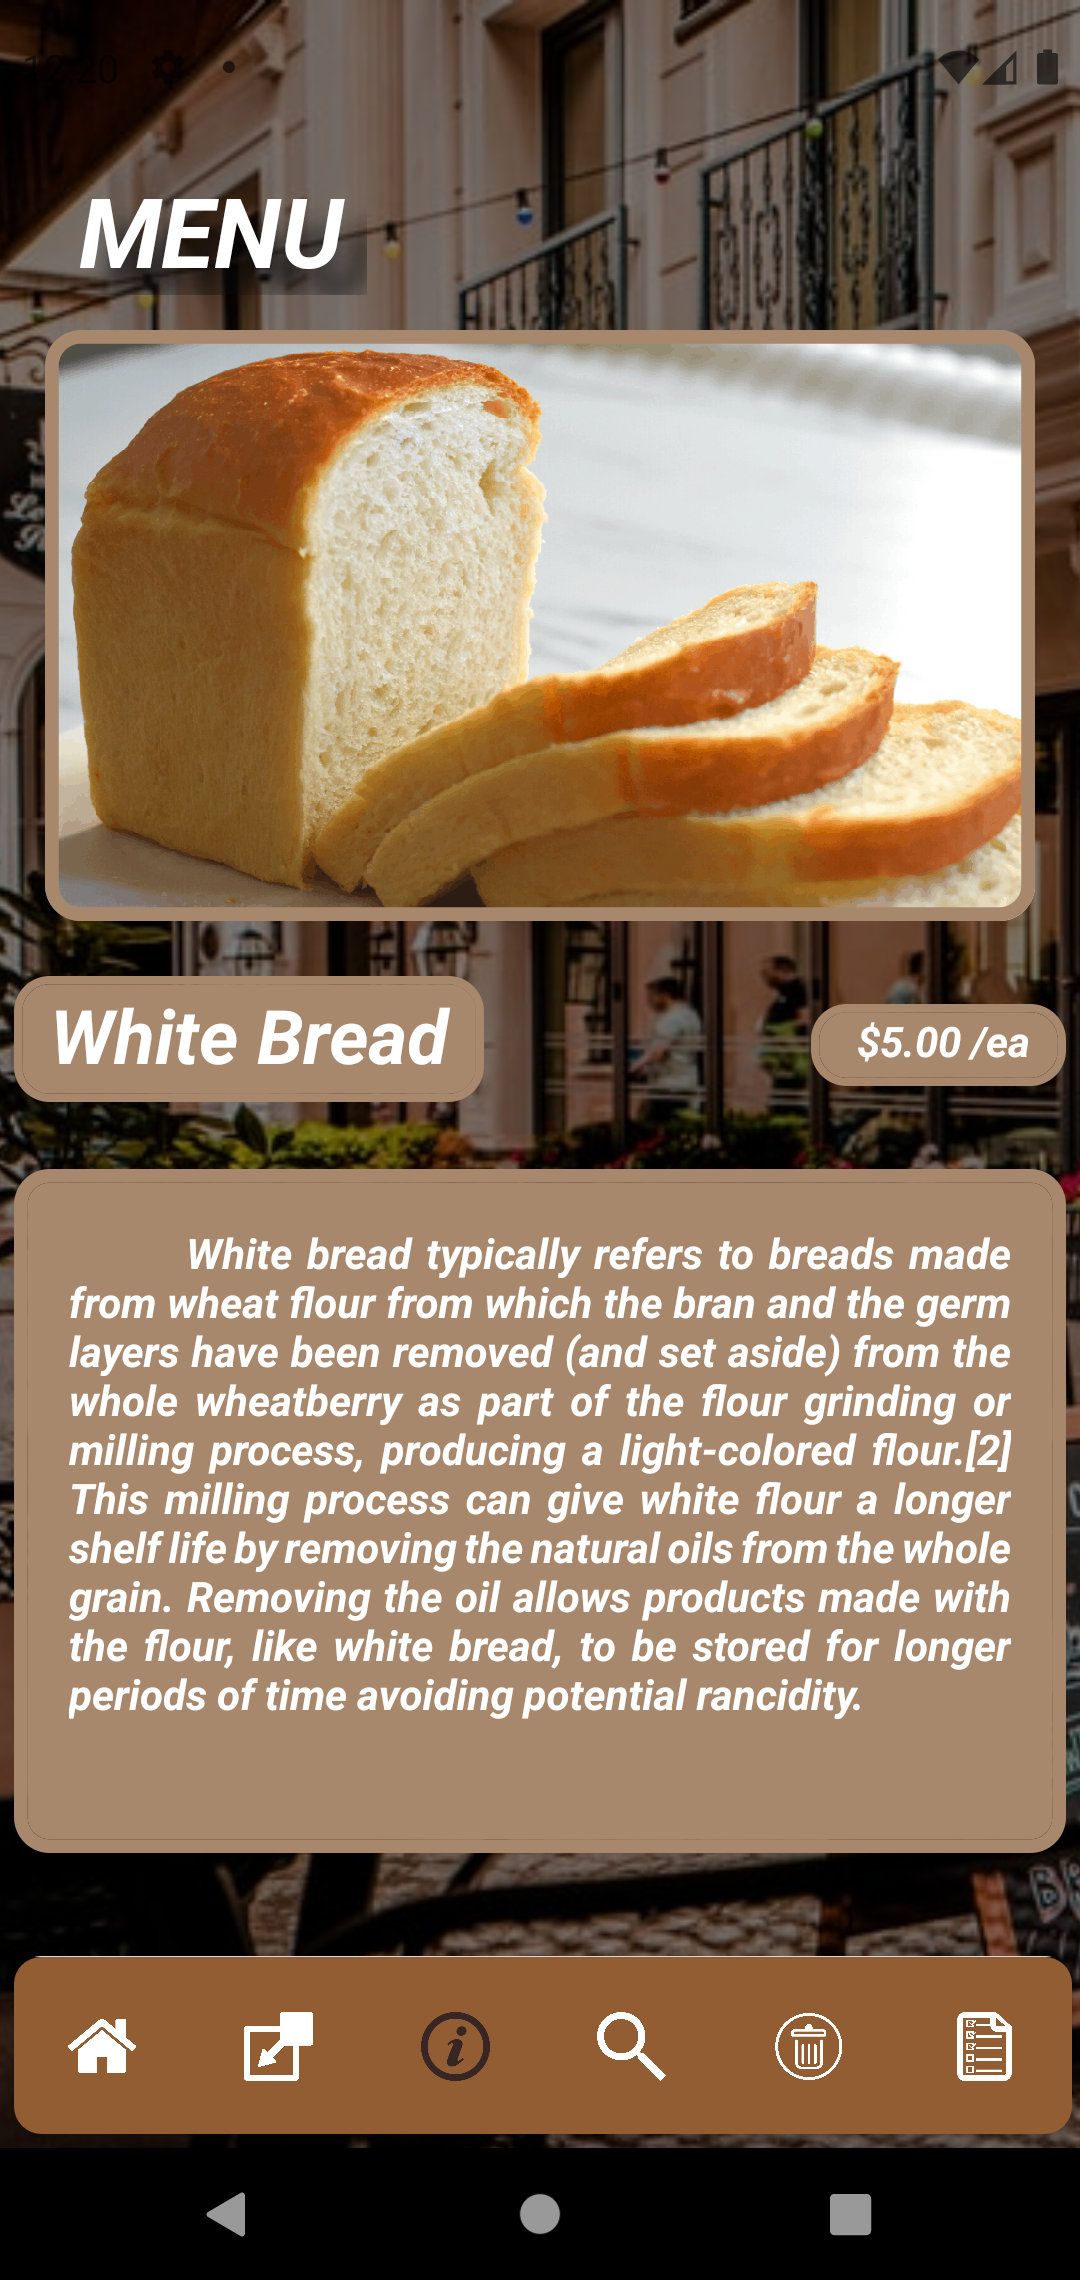 12:20
MENU
White Bread
$5.00 /ea
White bread typically refers to breads made
from wheat flour from which the bran and the germ
layers have been removed (and set aside) from the
whole wheatberry as part of the flour grinding or
milling process, producing a light-colored flour.[2]
This milling process can give white flour a longer
shelf life by removing the natural oils from the whole
grain. Removing the oil allows products made with
the flour, like white bread, to be stored for longer
periods of time avoiding potential rancidity.